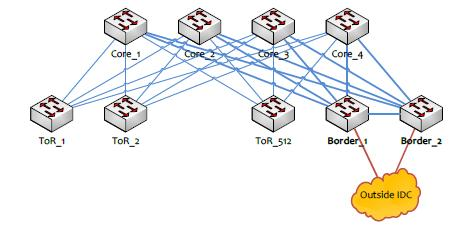 Core_1 Core_2 Core_3 Core_4
ToR_1 ToR_2 ToR_512 Border_1 Border_2
Outside IDC